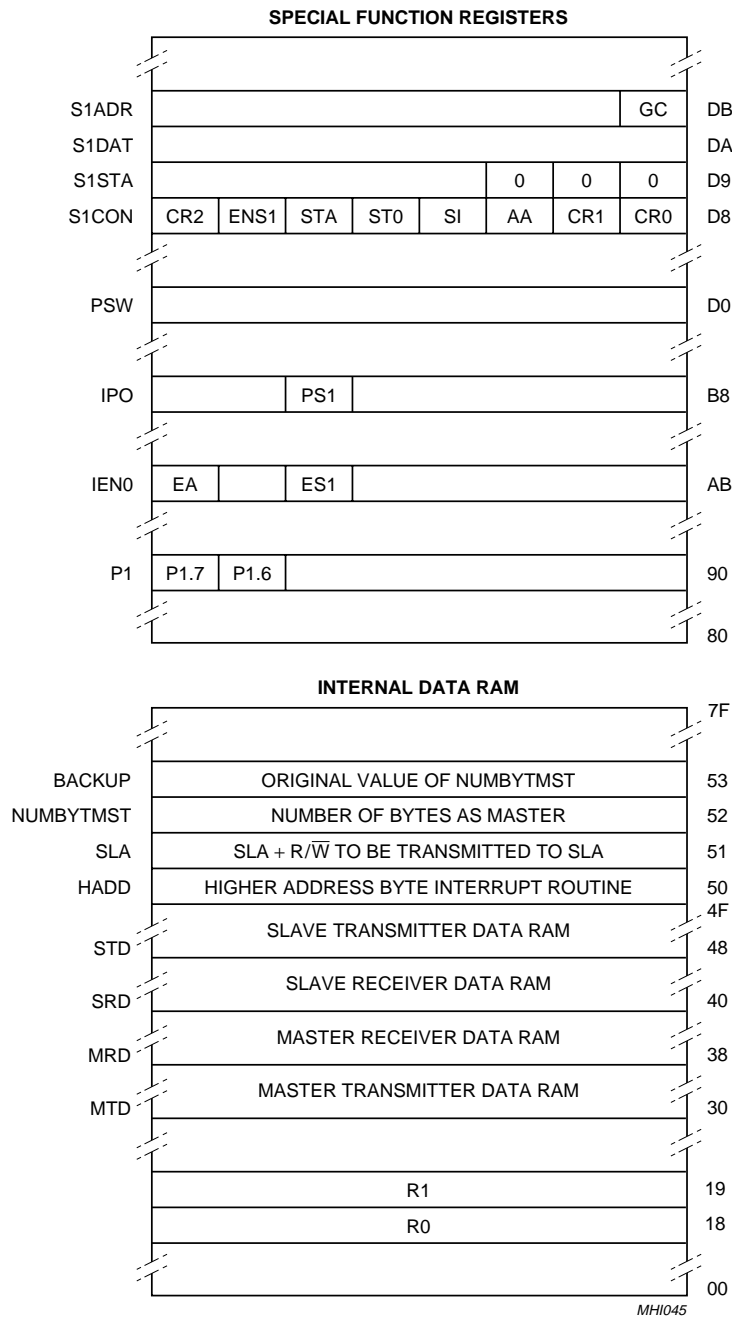 SPECIAL FUNCTION REGISTERS
S1ADR GC DB
S1DAT DA
S1STA 0 0 0 D9
S1CON CR2 ENS1 STA ST0 SI AA CR1 CR0 D8
PSW D0
IPO PS1 B8
IEN0 EA ES1 AB
P1 P1.7 P1.6 90
80
INTERNAL DATA RAM
7F
BACKUP ORIGINAL VALUE OF NUMBYTMST 53
NUMBYTMST NUMBER OF BYTES AS MASTER 52
SLA SLA + R/W̅ TO BE TRANSMITTED TO SLA 51
HADD HIGHER ADDRESS BYTE INTERRUPT ROUTINE 50
4F
STD SLAVE TRANSMITTER DATA RAM 48
SRD SLAVE RECEIVER DATA RAM 40
MRD MASTER RECEIVER DATA RAM 38
MTD MASTER TRANSMITTER DATA RAM 30
R1 19
R0 18
00
MHI045